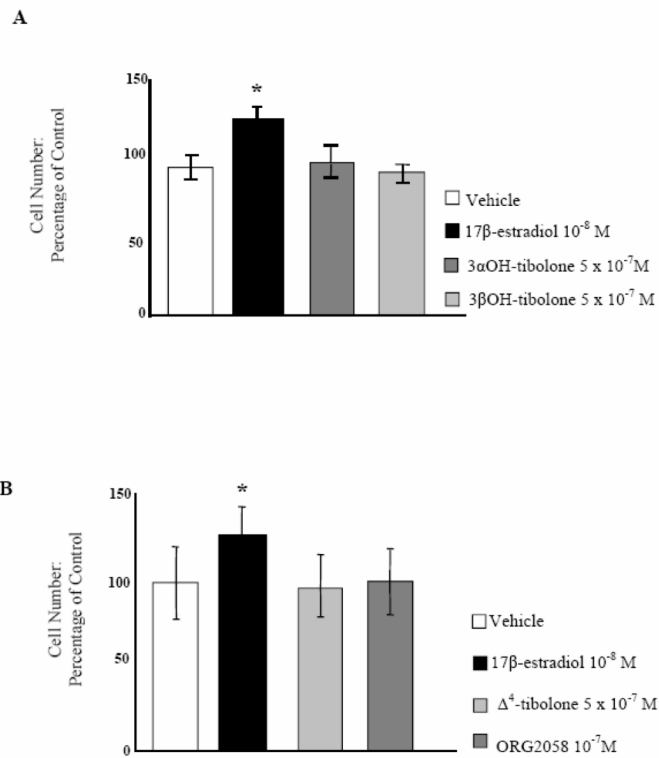 A
150
*
100
50
0
Cell Number:
Percentage of Control
Vehicle
17β-estradiol 10⁻⁸ M
3αOH-tibolone 5 x 10⁻⁷M
3βOH-tibolone 5 x 10⁻⁷ M
B
150
*
100
50
0
Cell Number:
Percentage of Control
Vehicle
17β-estradiol 10⁻⁸ M
Δ⁴-tibolone 5 x 10⁻⁷ M
ORG2058 10⁻⁷M